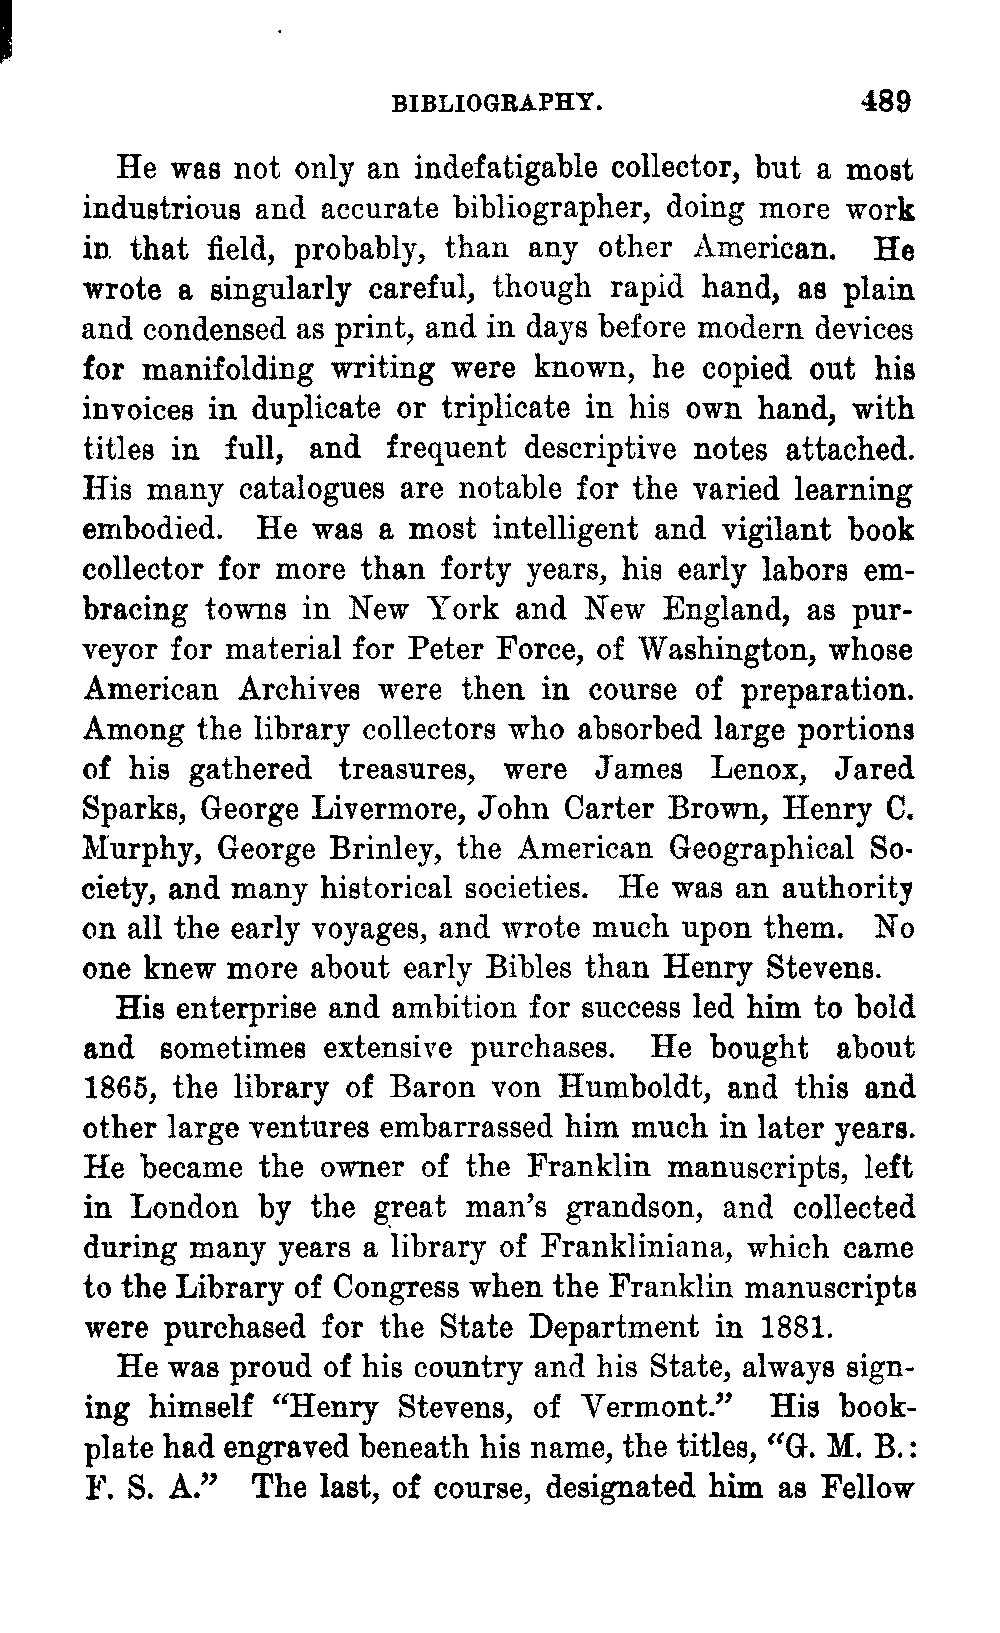 BIBLIOGRAPHY. 489
He was not only an indefatigable collector, but a most
industrious and accurate bibliographer, doing more work
in that field, probably, than any other American. He
wrote a singularly careful, though rapid hand, as plain
and condensed as print, and in days before modern devices
for manifolding writing were known, he copied out his
invoices in duplicate or triplicate in his own hand, with
titles in full, and frequent descriptive notes attached.
His many catalogues are notable for the varied learning
embodied. He was a most intelligent and vigilant book
collector for more than forty years, his early labors em-
bracing towns in New York and New England, as pur-
veyor for material for Peter Force, of Washington, whose
American Archives were then in course of preparation.
Among the library collectors who absorbed large portions
of his gathered treasures, were James Lenox, Jared
Sparks, George Livermore, John Carter Brown, Henry C.
Murphy, George Brinley, the American Geographical So-
ciety, and many historical societies. He was an authority
on all the early voyages, and wrote much upon them. No
one knew more about early Bibles than Henry Stevens.
His enterprise and ambition for success led him to bold
and sometimes extensive purchases. He bought about
1865, the library of Baron von Humboldt, and this and
other large ventures embarrassed him much in later years.
He became the owner of the Franklin manuscripts, left
in London by the great man's grandson, and collected
during many years a library of Frankliniana, which came
to the Library of Congress when the Franklin manuscripts
were purchased for the State Department in 1881.
He was proud of his country and his State, always sign-
ing himself "Henry Stevens, of Vermont." His book-
plate had engraved beneath his name, the titles, "G. M. B.:
F. S. A." The last, of course, designated him as Fellow